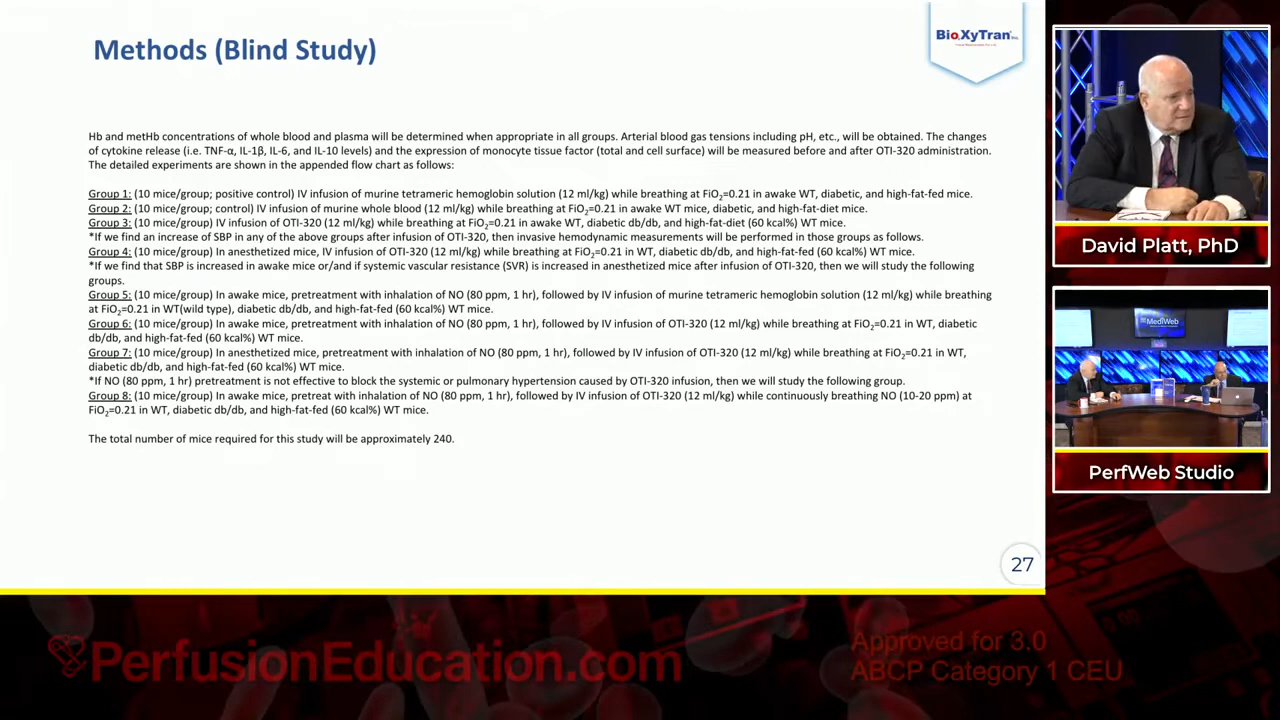 Methods (Blind Study)
Bio.XyTran Inc.
Hb and metHb concentrations of whole blood and plasma will be determined when appropriate in all groups. Arterial blood gas tensions including pH, etc., will be obtained. The changes
of cytokine release (i.e. TNF-α, IL-1β, IL-6, and IL-10 levels) and the expression of monocyte tissue factor (total and cell surface) will be measured before and after OTI-320 administration.
The detailed experiments are shown in the appended flow chart as follows:
Group 1: (10 mice/group; positive control) IV infusion of murine tetrameric hemoglobin solution (12 ml/kg) while breathing at FiO2=0.21 in awake WT, diabetic, and high-fat-fed mice.
Group 2: (10 mice/group; control) IV infusion of murine whole blood (12 ml/kg) while breathing at FiO2=0.21 in awake WT mice, diabetic, and high-fat-diet mice.
Group 3: (10 mice/group) IV infusion of OTI-320 (12 ml/kg) while breathing at FiO2=0.21 in awake WT, diabetic db/db, and high-fat-diet (60 kcal%) WT mice.
*If we find an increase of SBP in any of the above groups after infusion of OTI-320, then invasive hemodynamic measurements will be performed in those groups as follows.
Group 4: (10 mice/group) In anesthetized mice, IV infusion of OTI-320 (12 ml/kg) while breathing at FiO2=0.21 in WT, diabetic db/db, and high-fat-fed (60 kcal%) WT mice.
*If we find that SBP is increased in awake mice or/and if systemic vascular resistance (SVR) is increased in anesthetized mice after infusion of OTI-320, then we will study the following
groups.
Group 5: (10 mice/group) In awake mice, pretreatment with inhalation of NO (80 ppm, 1 hr), followed by IV infusion of murine tetrameric hemoglobin solution (12 ml/kg) while breathing
at FiO2=0.21 in WT(wild type), diabetic db/db, and high-fat-fed (60 kcal%) WT mice.
Group 6: (10 mice/group) In awake mice, pretreatment with inhalation of NO (80 ppm, 1 hr), followed by IV infusion of OTI-320 (12 ml/kg) while breathing at FiO2=0.21 in WT, diabetic
db/db, and high-fat-fed (60 kcal%) WT mice.
Group 7: (10 mice/group) In anesthetized mice, pretreatment with inhalation of NO (80 ppm, 1 hr), followed by IV infusion of OTI-320 (12 ml/kg) while breathing at FiO2=0.21 in WT,
diabetic db/db, and high-fat-fed (60 kcal%) WT mice.
*If NO (80 ppm, 1 hr) pretreatment is not effective to block the systemic or pulmonary hypertension caused by OTI-320 infusion, then we will study the following group.
Group 8: (10 mice/group) In awake mice, pretreat with inhalation of NO (80 ppm, 1 hr), followed by IV infusion of OTI-320 (12 ml/kg) while continuously breathing NO (10-20 ppm) at
FiO2=0.21 in WT, diabetic db/db, and high-fat-fed (60 kcal%) WT mice.
The total number of mice required for this study will be approximately 240.
27
David Platt, PhD
MediWeb
PerfWeb Studio
PerfusionEducation.com
Approved for 3.0
ABCP Category 1 CEU